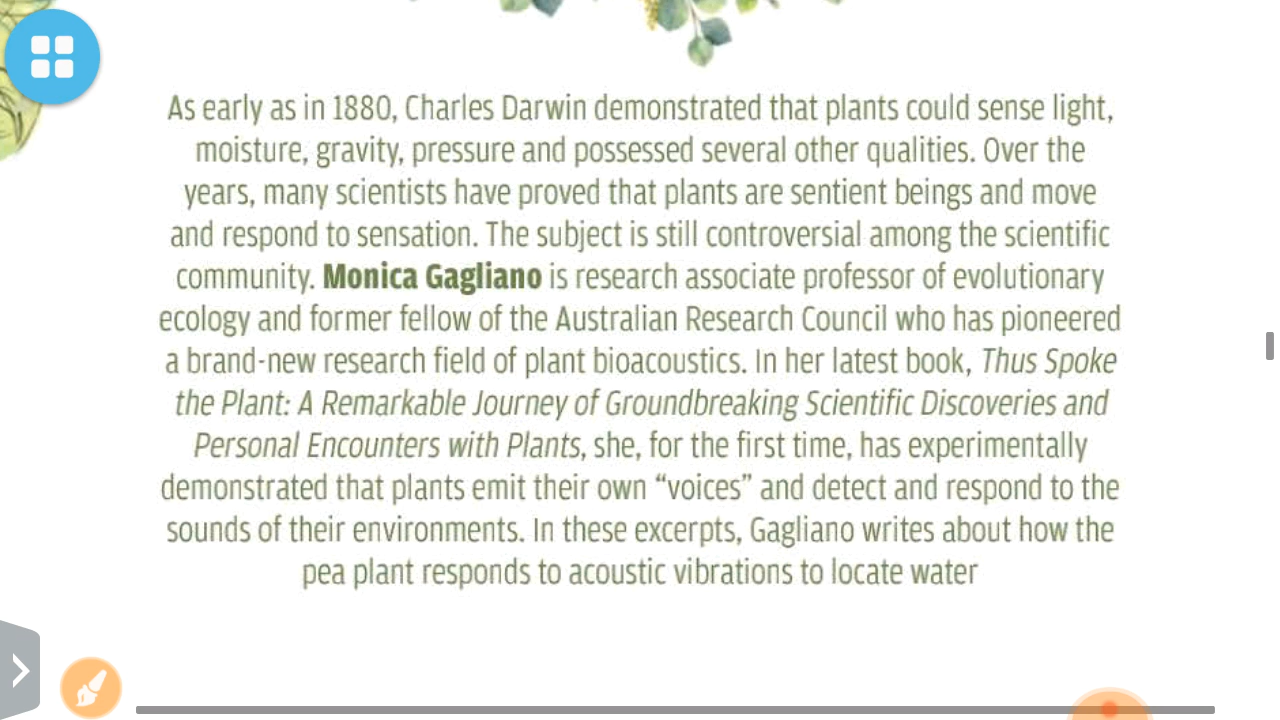 As early as in 1880, Charles Darwin demonstrated that plants could sense light,
moisture, gravity, pressure and possessed several other qualities. Over the
years, many scientists have proved that plants are sentient beings and move
and respond to sensation. The subject is still controversial among the scientific
community. Monica Gagliano is research associate professor of evolutionary
ecology and former fellow of the Australian Research Council who has pioneered
a brand-new research field of plant bioacoustics. In her latest book, Thus Spoke
the Plant: A Remarkable Journey of Groundbreaking Scientific Discoveries and
Personal Encounters with Plants, she, for the first time, has experimentally
demonstrated that plants emit their own “voices” and detect and respond to the
sounds of their environments. In these excerpts, Gagliano writes about how the
pea plant responds to acoustic vibrations to locate water